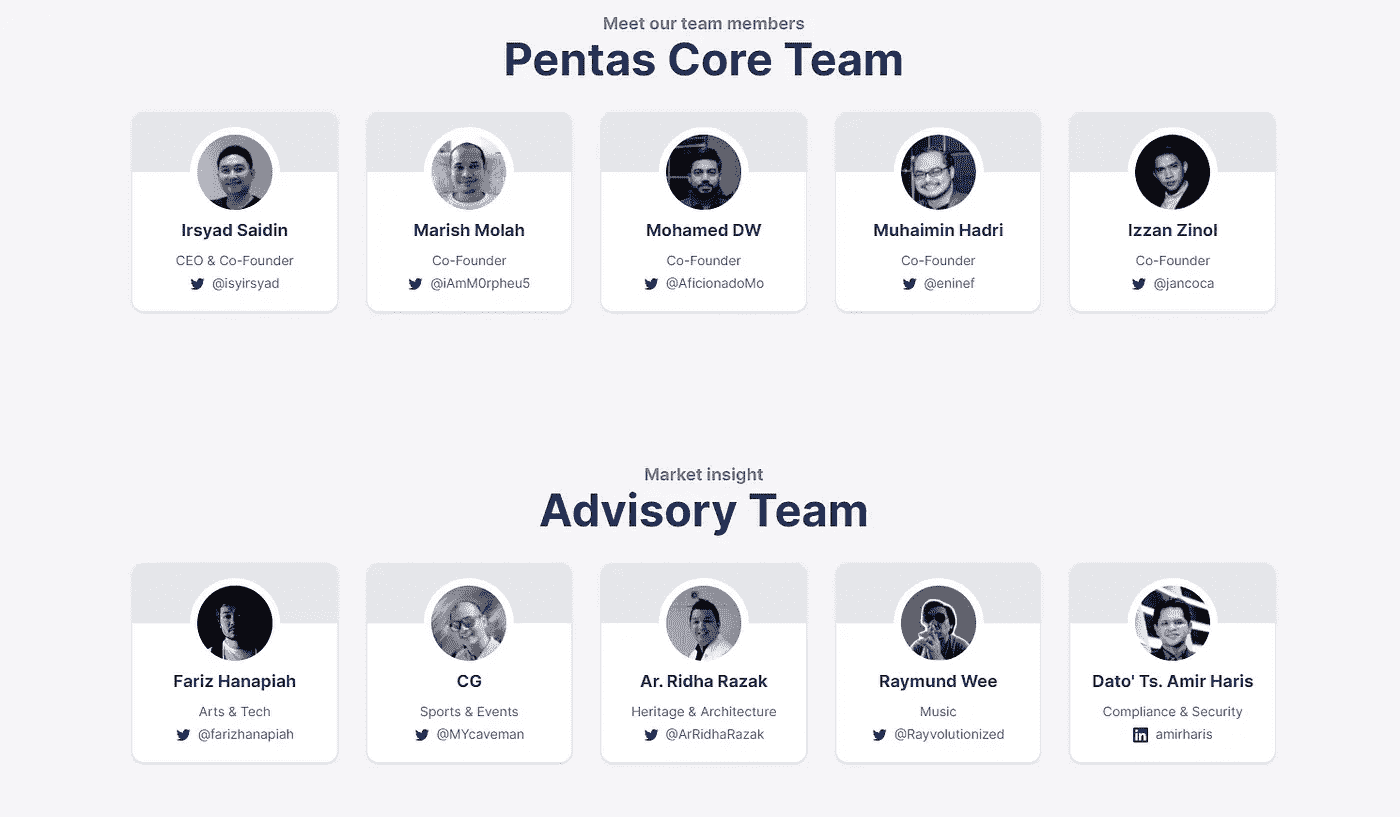 Meet our team members
Pentas Core Team
Irsyad Saidin
CEO & Co-Founder
@isyirsyad
Marish Molah
Co-Founder
@iAmM0rpheu5
Mohamed DW
Co-Founder
@AficionadoMo
Muhaimin Hadri
Co-Founder
@eninef
Izzan Zinol
Co-Founder
@jancoca
Market insight
Advisory Team
Fariz Hanapiah
Arts & Tech
@farizhanapiah
CG
Sports & Events
@MYcaveman
Ar. Ridha Razak
Heritage & Architecture
@ArRidhaRazak
Raymund Wee
Music
@Rayvolutionized
Dato' Ts. Amir Haris
Compliance & Security
in amirharis